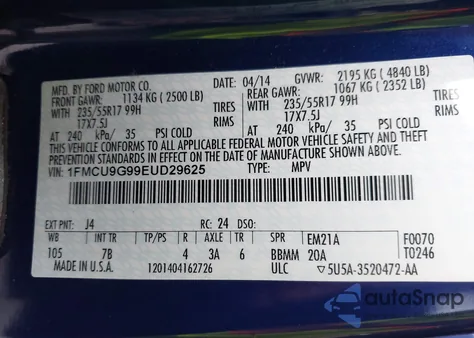 MFD. BY FORD MOTOR CO. DATE: 04/14 GVWR: 2195 KG ( 4840 LB)
FRONT GAWR: 1134 KG ( 2500 LB) REAR GAWR: 1067 KG ( 2352 LB)
235/55R17 99H TIRES 235/55R17 99H TIRES
17X7.5J RIMS 17X7.5J RIMS
AT 240 kPa/ 35 PSI COLD AT 240 kPa/ 35 PSI COLD
THIS VEHICLE CONFORMS TO ALL APPLICABLE FEDERAL MOTOR VEHICLE SAFETY AND BUMPER
STANDARDS IN EFFECT ON THE DATE OF MANUFACTURE SHOWN ABOVE.
VIN: 1FMCU9G99EUD29625 TYPE: MPV
EXT PNT: J4 RC: 24 DSO:
WB INT TR TP/PS R AXLE TR SPR EM21A F0070
105 7B 4 3A 6 BBMM 20A T0246
MADE IN U.S.A. 1201404162726 ULC 5U5A-3520472-AA
autoSnap
Powered by CarsFromWest